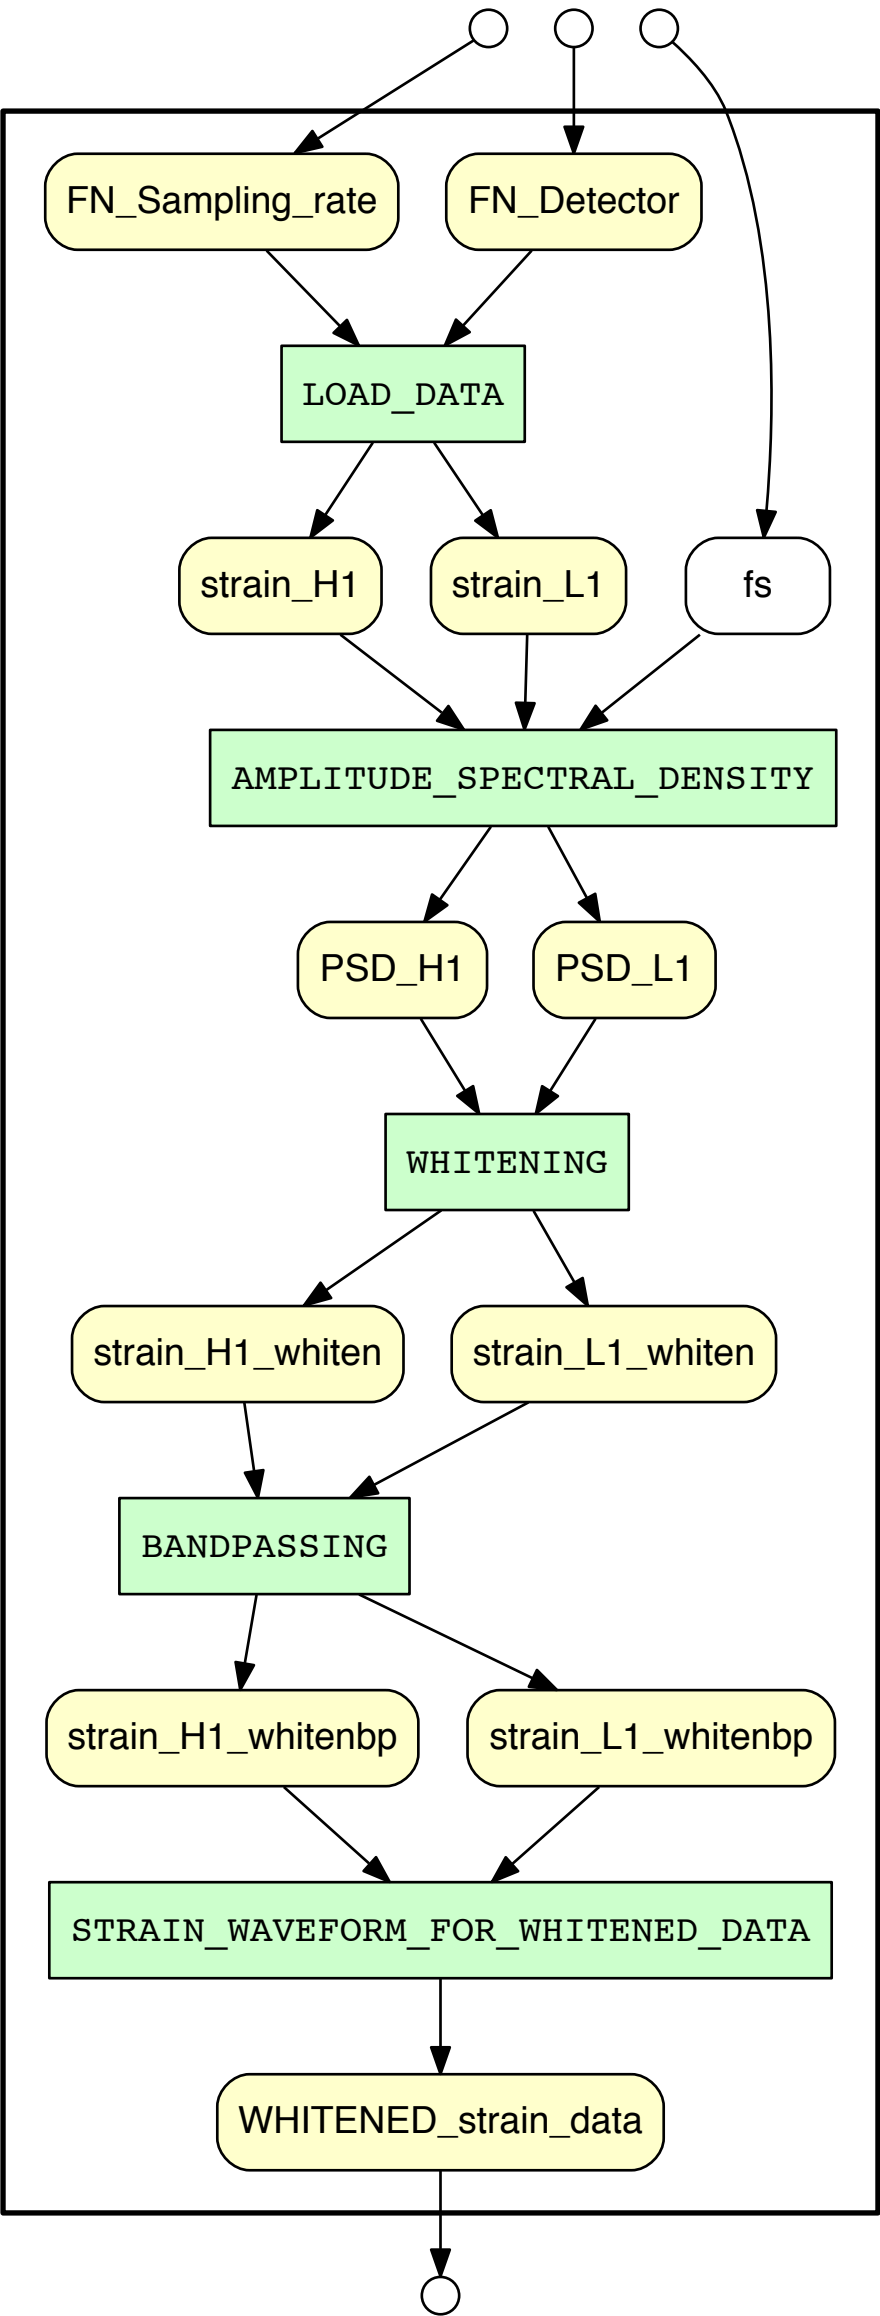 FN_Sampling_rate
FN_Detector
LOAD_DATA
strain_H1
strain_L1
fs
AMPLITUDE_SPECTRAL_DENSITY
PSD_H1
PSD_L1
WHITENING
strain_H1_whiten
strain_L1_whiten
BANDPASSING
strain_H1_whitenbp
strain_L1_whitenbp
STRAIN_WAVEFORM_FOR_WHITENED_DATA
WHITENED_strain_data